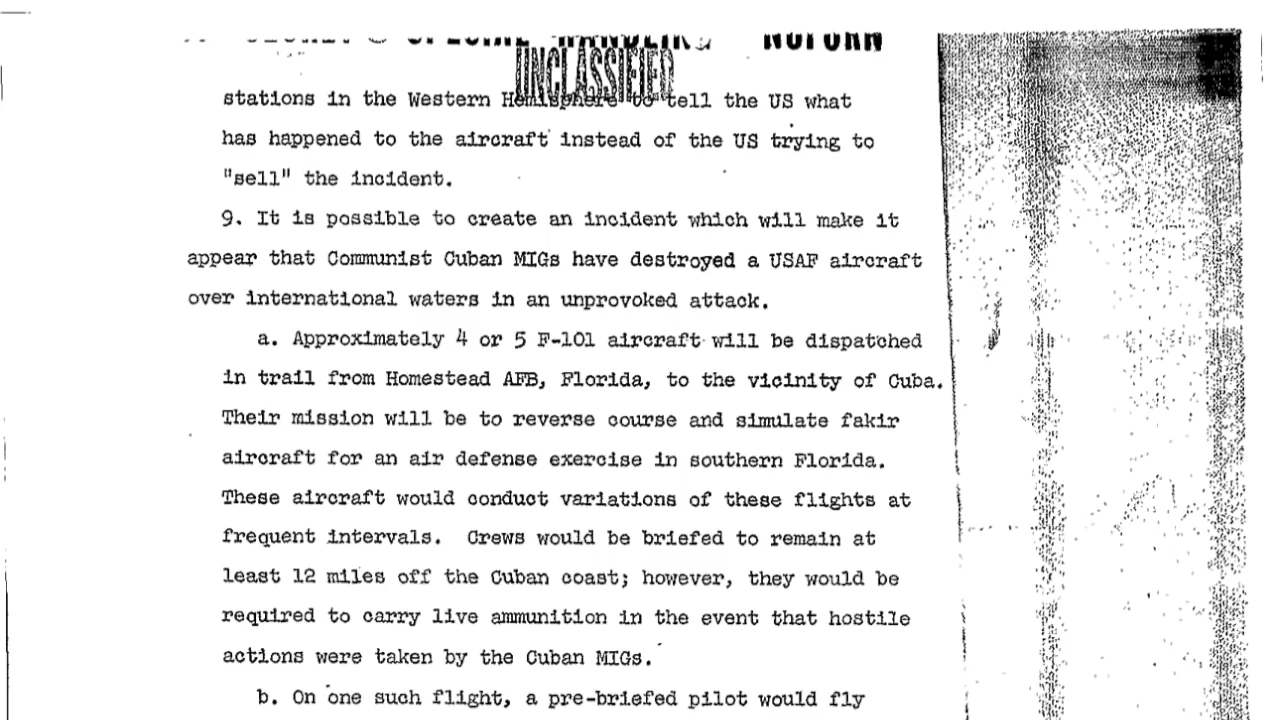 SPECIAL HANDLING NOFORN
UNCLASSIFIED
stations in the Western Hemisphere to tell the US what
has happened to the aircraft instead of the US trying to
"sell" the incident.
9. It is possible to create an incident which will make it
appear that Communist Cuban MIGs have destroyed a USAF aircraft
over international waters in an unprovoked attack.
a. Approximately 4 or 5 F-101 aircraft will be dispatched
in trail from Homestead AFB, Florida, to the vicinity of Cuba.
Their mission will be to reverse course and simulate fakir
aircraft for an air defense exercise in southern Florida.
These aircraft would conduct variations of these flights at
frequent intervals. Crews would be briefed to remain at
least 12 miles off the Cuban coast; however, they would be
required to carry live ammunition in the event that hostile
actions were taken by the Cuban MIGs.
b. On one such flight, a pre-briefed pilot would fly